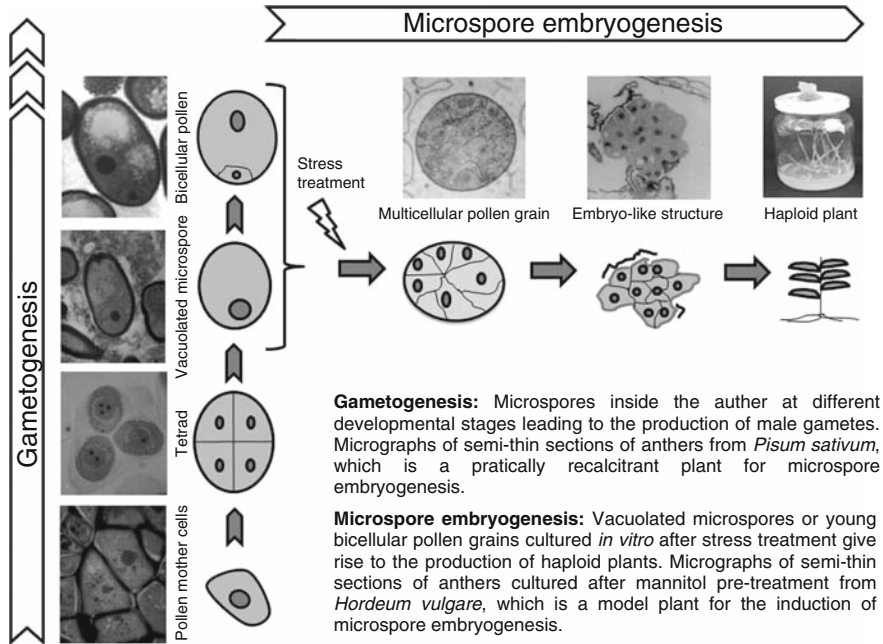 Microspore embryogenesis
Gametogenesis
Bicellular pollen
Vacuolated microspore
Tetrad
Pollen mother cells
Stress
treatment
Multicellular pollen grain
Embryo-like structure
Haploid plant
Gametogenesis: Microspores inside the auther at different
developmental stages leading to the production of male gametes.
Micrographs of semi-thin sections of anthers from Pisum sativum,
which is a pratically recalcitrant plant for microspore
embryogenesis.
Microspore embryogenesis: Vacuolated microspores or young
bicellular pollen grains cultured in vitro after stress treatment give
rise to the production of haploid plants. Micrographs of semi-thin
sections of anthers cultured after mannitol pre-treatment from
Hordeum vulgare, which is a model plant for the induction of
microspore embryogenesis.